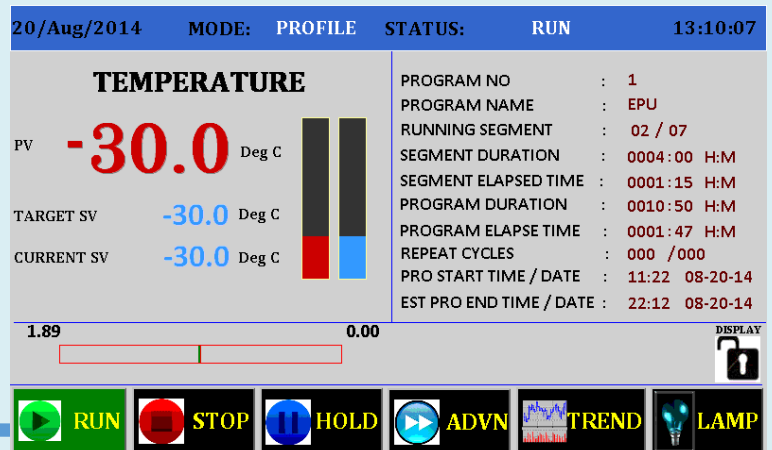 20/Aug/2014 MODE: PROFILE STATUS: RUN 13:10:07
TEMPERATURE
PV -30.0 Deg C
TARGET SV -30.0 Deg C
CURRENT SV -30.0 Deg C
PROGRAM NO : 1
PROGRAM NAME : EPU
RUNNING SEGMENT : 02 / 07
SEGMENT DURATION : 0004:00 H:M
SEGMENT ELAPSED TIME : 0001:15 H:M
PROGRAM DURATION : 0010:50 H:M
PROGRAM ELAPSE TIME : 0001:47 H:M
REPEAT CYCLES : 000 /000
PRO START TIME / DATE : 11:22 08-20-14
EST PRO END TIME / DATE : 22:12 08-20-14
1.89 0.00
DISPLAY
RUN STOP HOLD ADVN TREND LAMP